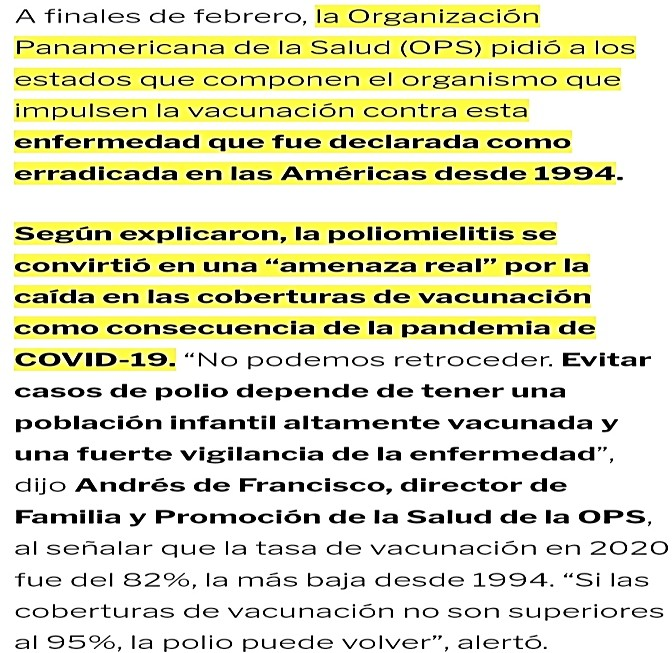 A finales de febrero, la Organización
Panamericana de la Salud (OPS) pidió a los
estados que componen el organismo que
impulsen la vacunación contra esta
enfermedad que fue declarada como
erradicada en las Américas desde 1994.
Según explicaron, la poliomielitis se
convirtió en una “amenaza real” por la
caída en las coberturas de vacunación
como consecuencia de la pandemia de
COVID-19. “No podemos retroceder. Evitar
casos de polio depende de tener una
población infantil altamente vacunada y
una fuerte vigilancia de la enfermedad”,
dijo Andrés de Francisco, director de
Familia y Promoción de la Salud de la OPS,
al señalar que la tasa de vacunación en 2020
fue del 82%, la más baja desde 1994. “Si las
coberturas de vacunación no son superiores
al 95%, la polio puede volver”, alertó.